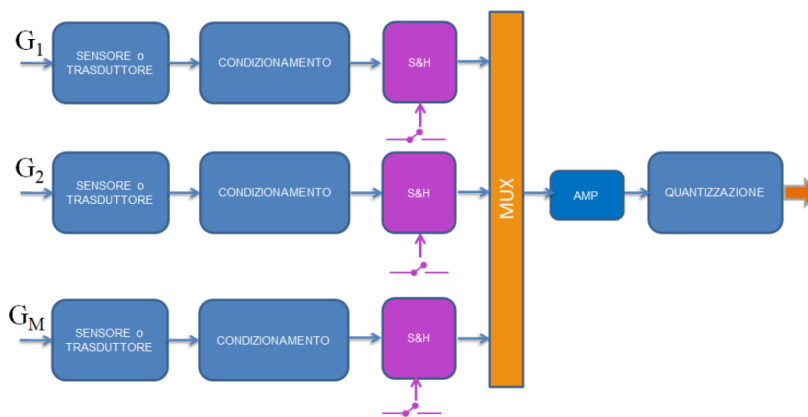 G1
SENSORE o
TRASDUTTORE
CONDIZIONAMENTO
S&H
G2
SENSORE o
TRASDUTTORE
CONDIZIONAMENTO
S&H
MUX
AMP
QUANTIZZAZIONE
GM
SENSORE o
TRASDUTTORE
CONDIZIONAMENTO
S&H